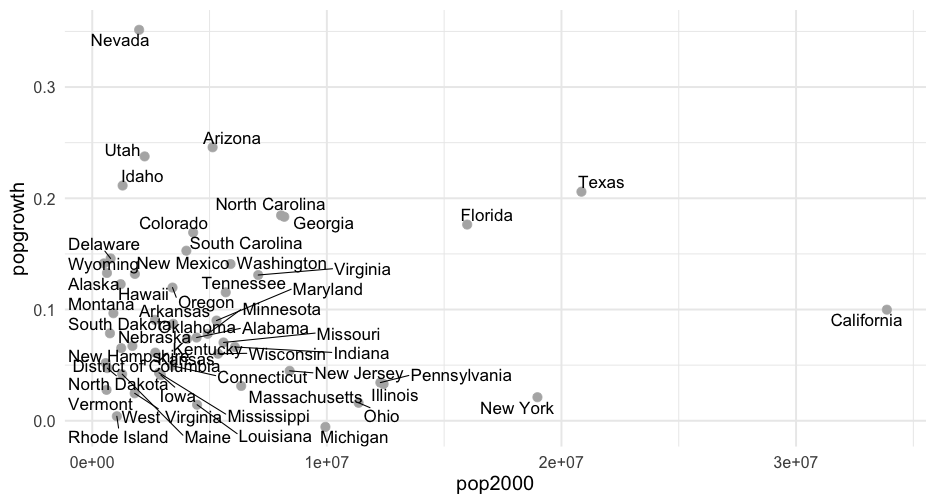 Nevada
0.3
Arizona
Utah
Idaho
Texas
0.2
North Carolina
Florida
Colorado
Georgia
Delaware
South Carolina
Wyoming
New Mexico
Washington
Virginia
Alaska
Tennessee
Maryland
Hawaii
Oregon
Montana
Arkansas
Minnesota
0.1
California
South Dakota
Oklahoma
Alabama
Nebraska
Missouri
Kentucky
Wisconsin
Indiana
New Hampshire
Kansas
District of Columbia
Connecticut
New Jersey
Pennsylvania
North Dakota
Iowa
Massachusetts
Illinois
Vermont
West Virginia
Mississippi
Ohio
New York
0.0
Rhode Island
Maine
Louisiana
Michigan
0e+00
1e+07
2e+07
3e+07
pop2000
popgrowth